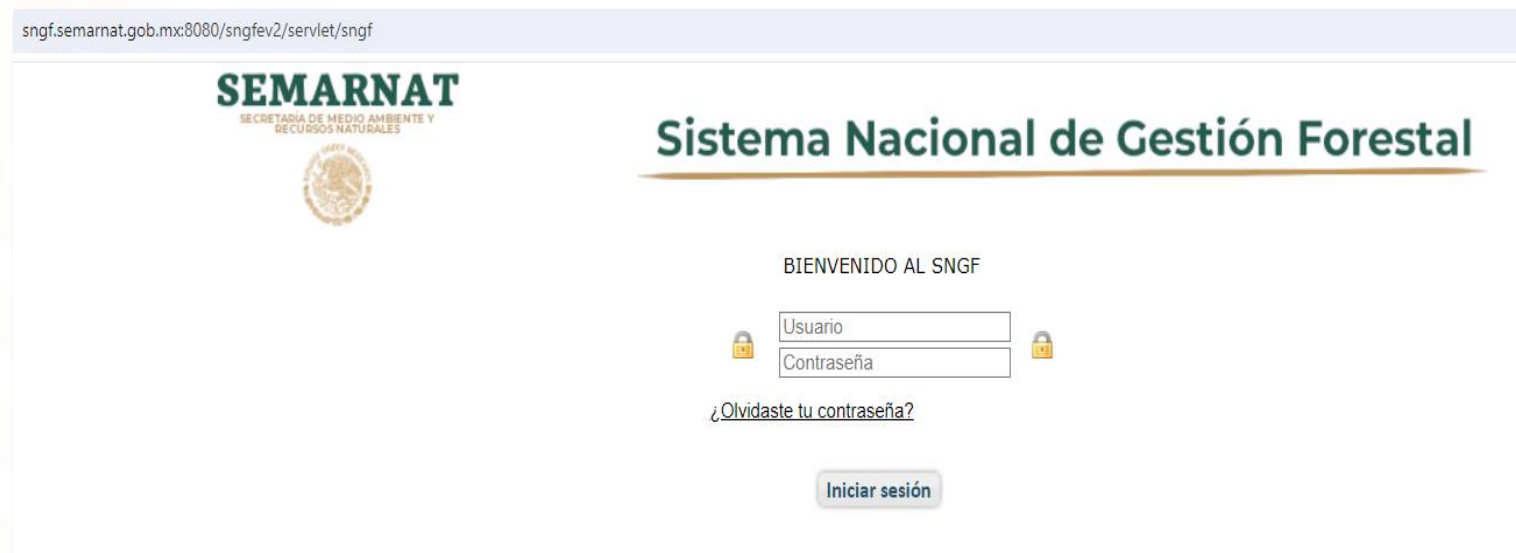 sngf.semarnat.gob.mx:8080/sngfev2/servlet/sngf
SEMARNAT
SECRETARÍA DE MEDIO AMBIENTE Y
RECURSOS NATURALES
Sistema Nacional de Gestión Forestal
BIENVENIDO AL SNGF
Usuario
Contraseña
¿Olvidaste tu contraseña?
Iniciar sesión